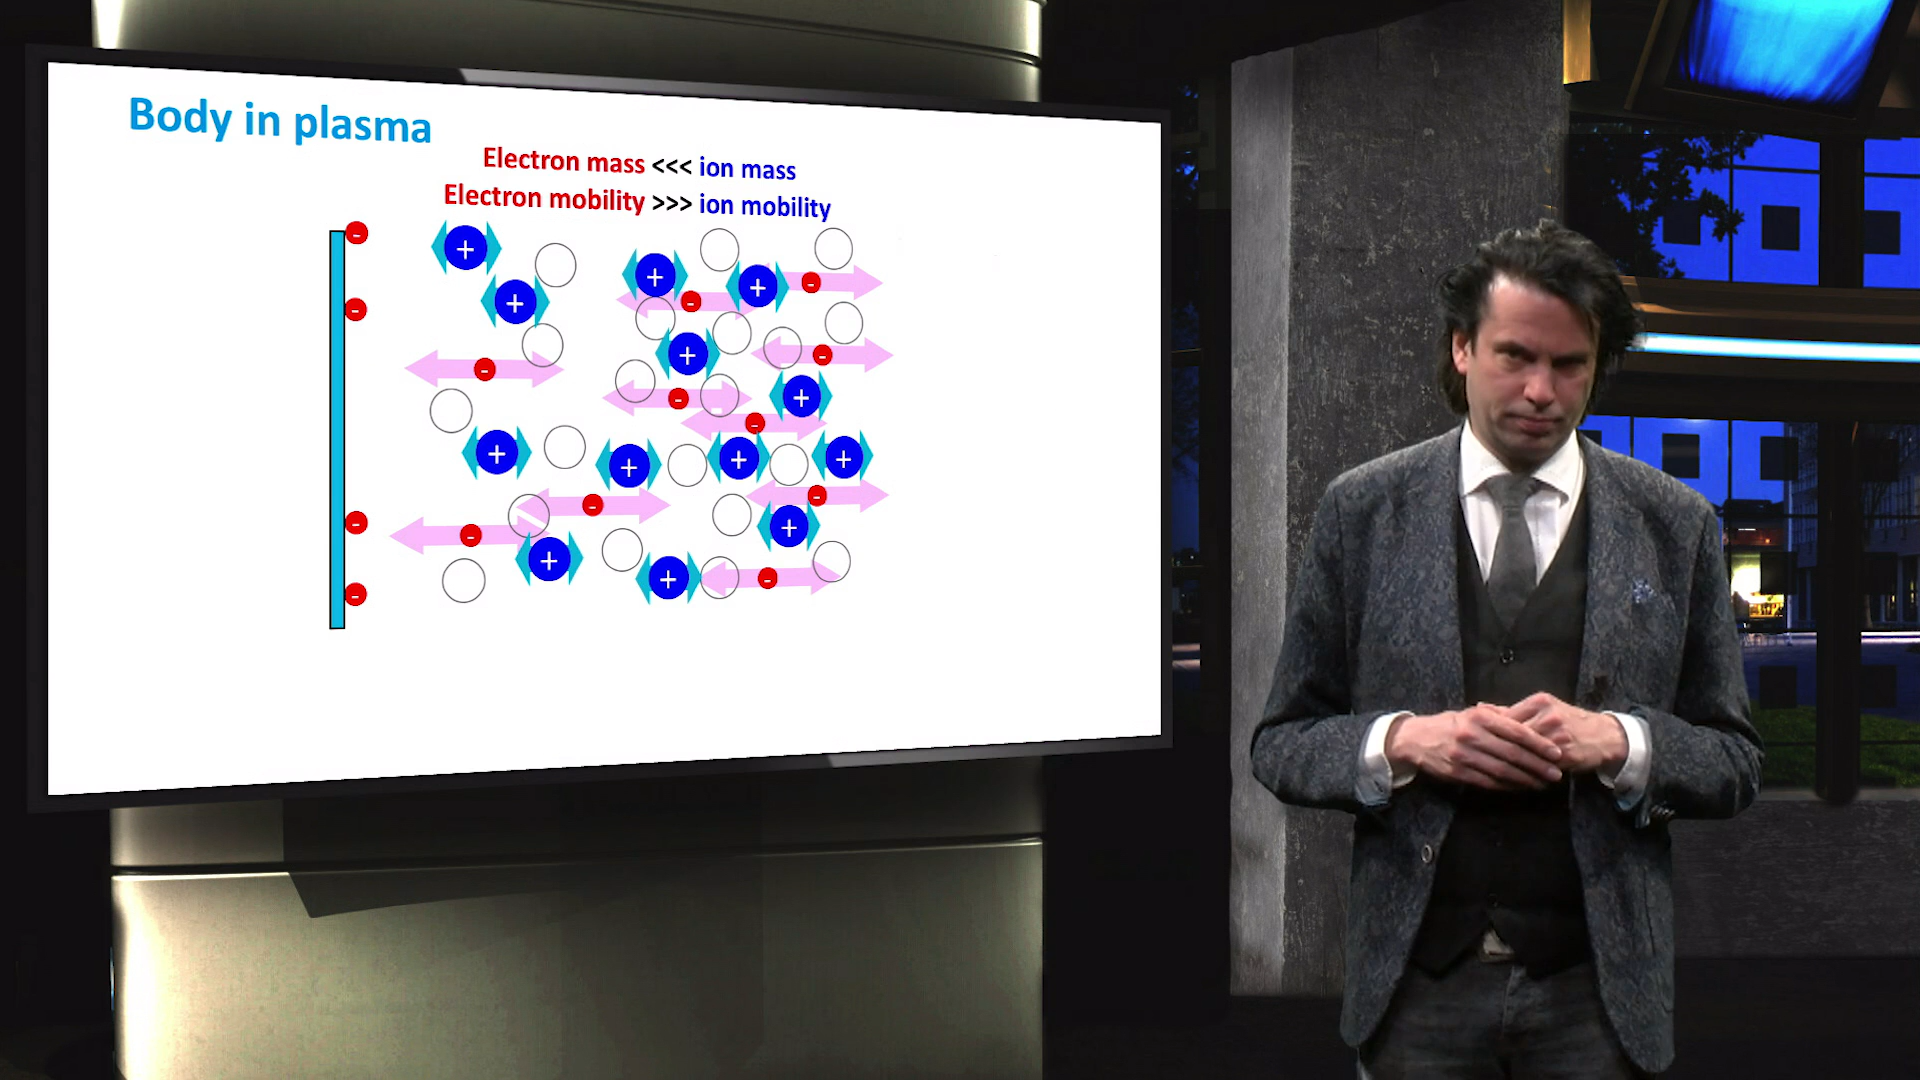 Body in plasma
Electron mass <<< ion mass
Electron mobility >>> ion mobility
- + + + + - - - - + - + - - + - + + + + - - - - + + + - -